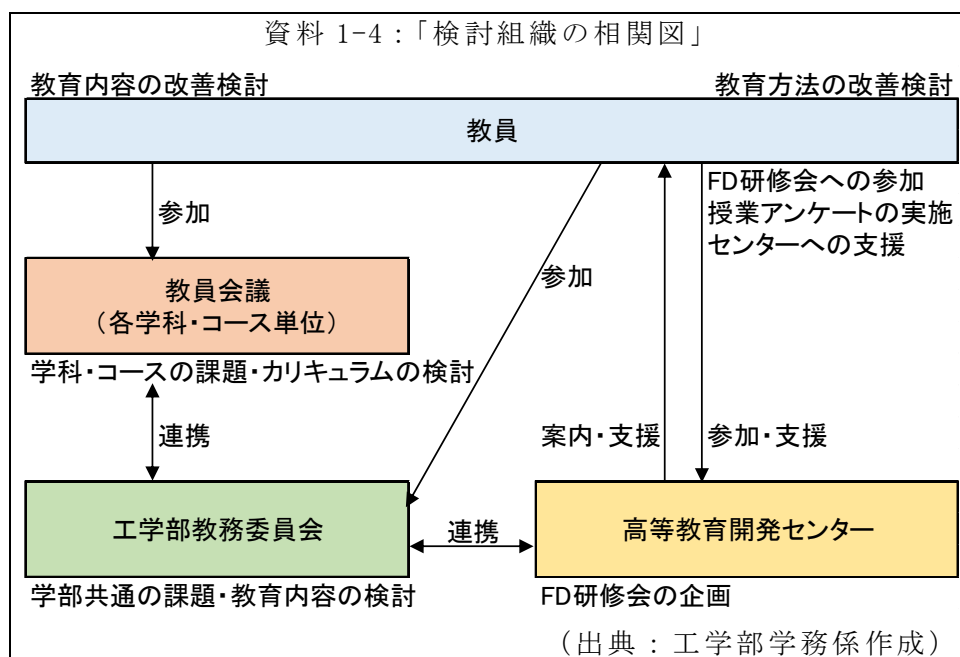 資料 1-4：「検討組織の相関図」
教育内容の改善検討
教育方法の改善検討
教員
参加
FD研修会への参加
授業アンケートの実施
センターへの支援
教員会議
（各学科・コース単位）
参加
学科・コースの課題・カリキュラムの検討
連携
案内・支援
参加・支援
工学部教務委員会
連携
高等教育開発センター
学部共通の課題・教育内容の検討
FD研修会の企画
（出典：工学部学務係作成）